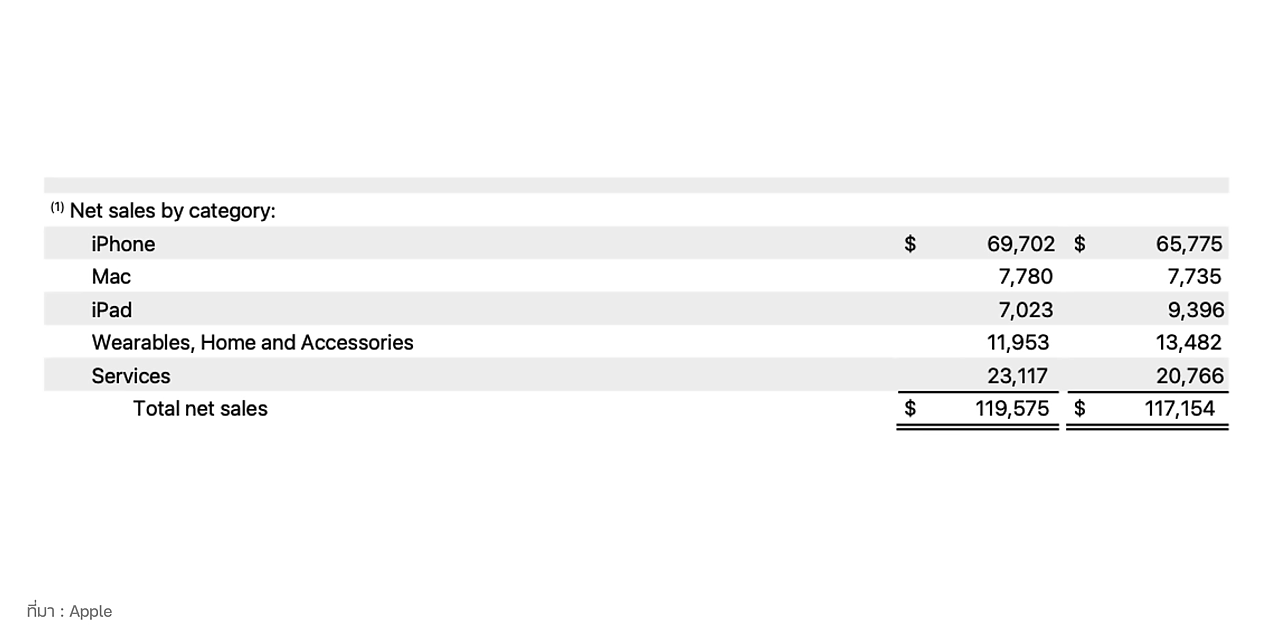 (1) Net sales by category:
iPhone $ 69,702 $ 65,775
Mac 7,780 7,735
iPad 7,023 9,396
Wearables, Home and Accessories 11,953 13,482
Services 23,117 20,766
Total net sales $ 119,575 $ 117,154
ที่มา : Apple